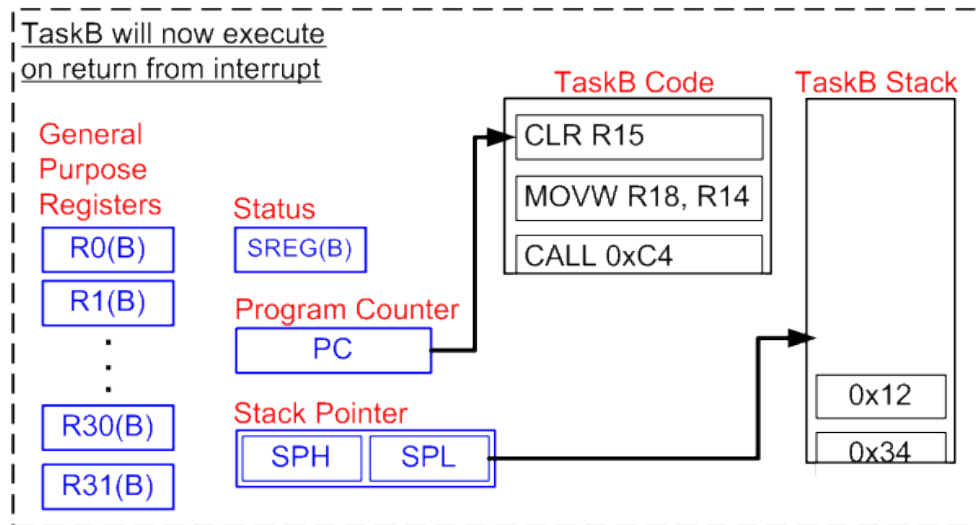 TaskB will now execute
on return from interrupt
TaskB Code
TaskB Stack
CLR R15
MOVW R18, R14
CALL 0xC4
General
Purpose
Registers
R0(B)
R1(B)
R30(B)
R31(B)
Status
SREG(B)
Program Counter
PC
Stack Pointer
SPH SPL
0x12
0x34